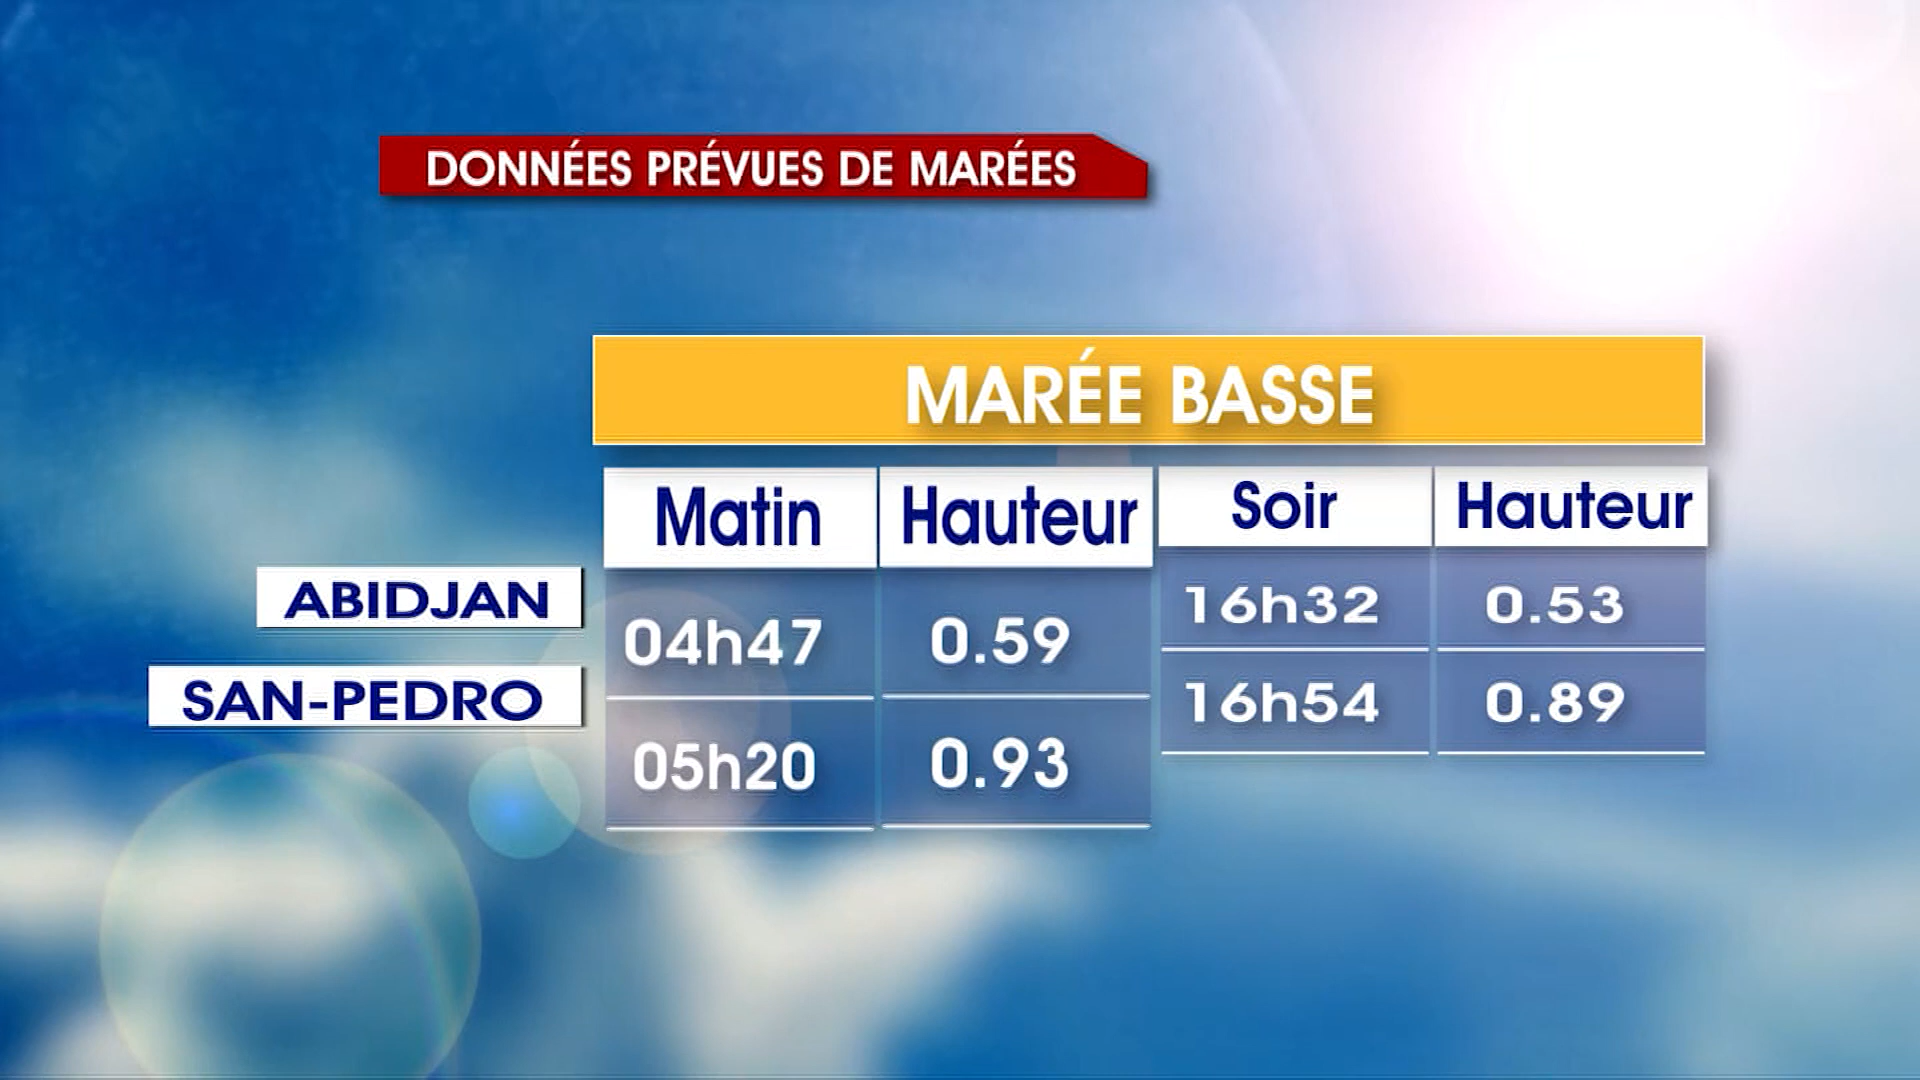 DONNÉES PRÉVUES DE MARÉES
MARÉE BASSE
Matin Hauteur Soir Hauteur
ABIDJAN 04h47 0.59 16h32 0.53
SAN-PEDRO 05h20 0.93 16h54 0.89